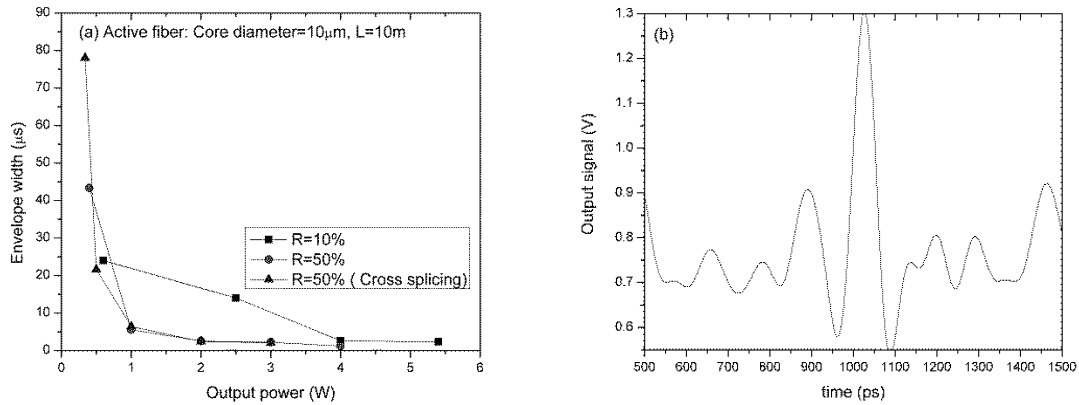 (a) Active fiber: Core diameter=10μm, L=10m
Envelope width (μs)
90
80
70
60
50
40
30
20
10
0
R=10%
R=50%
R=50% ( Cross splicing)
0 1 2 3 4 5 6
Output power (W)
(b)
Output signal (V)
1.3
1.2
1.1
1.0
0.9
0.8
0.7
0.6
500 600 700 800 900 1000 1100 1200 1300 1400 1500
time (ps)